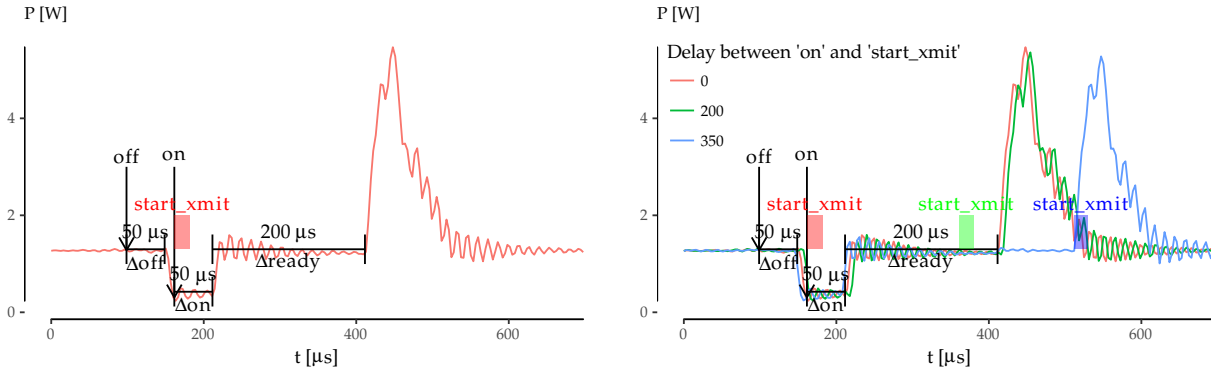 P [W]
4
2
0
off
on
start_xmit
50 μs
Δoff
50 μs
Δon
200 μs
Δready
0
200
400
600
t [μs]
P [W]
Delay between 'on' and 'start_xmit'
0
200
350
4
2
0
off
on
start_xmit
start_xmit
start_xmit
50 μs
Δoff
50 μs
Δon
200 μs
Δready
0
200
400
600
t [μs]